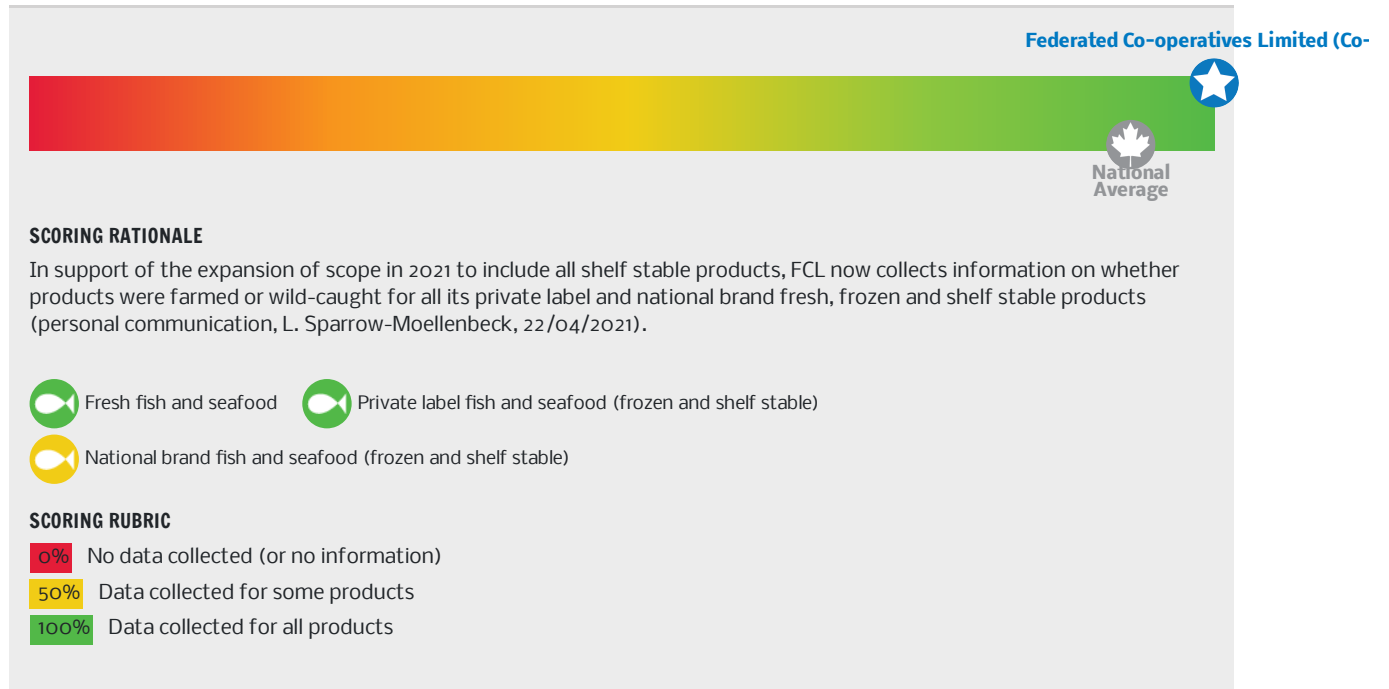 Federated Co-operatives Limited (Co-
National
Average
SCORING RATIONALE
In support of the expansion of scope in 2021 to include all shelf stable products, FCL now collects information on whether
products were farmed or wild-caught for all its private label and national brand fresh, frozen and shelf stable products
(personal communication, L. Sparrow-Moellenbeck, 22/04/2021).
Fresh fish and seafood Private label fish and seafood (frozen and shelf stable)
National brand fish and seafood (frozen and shelf stable)
SCORING RUBRIC
0% No data collected (or no information)
50% Data collected for some products
100% Data collected for all products